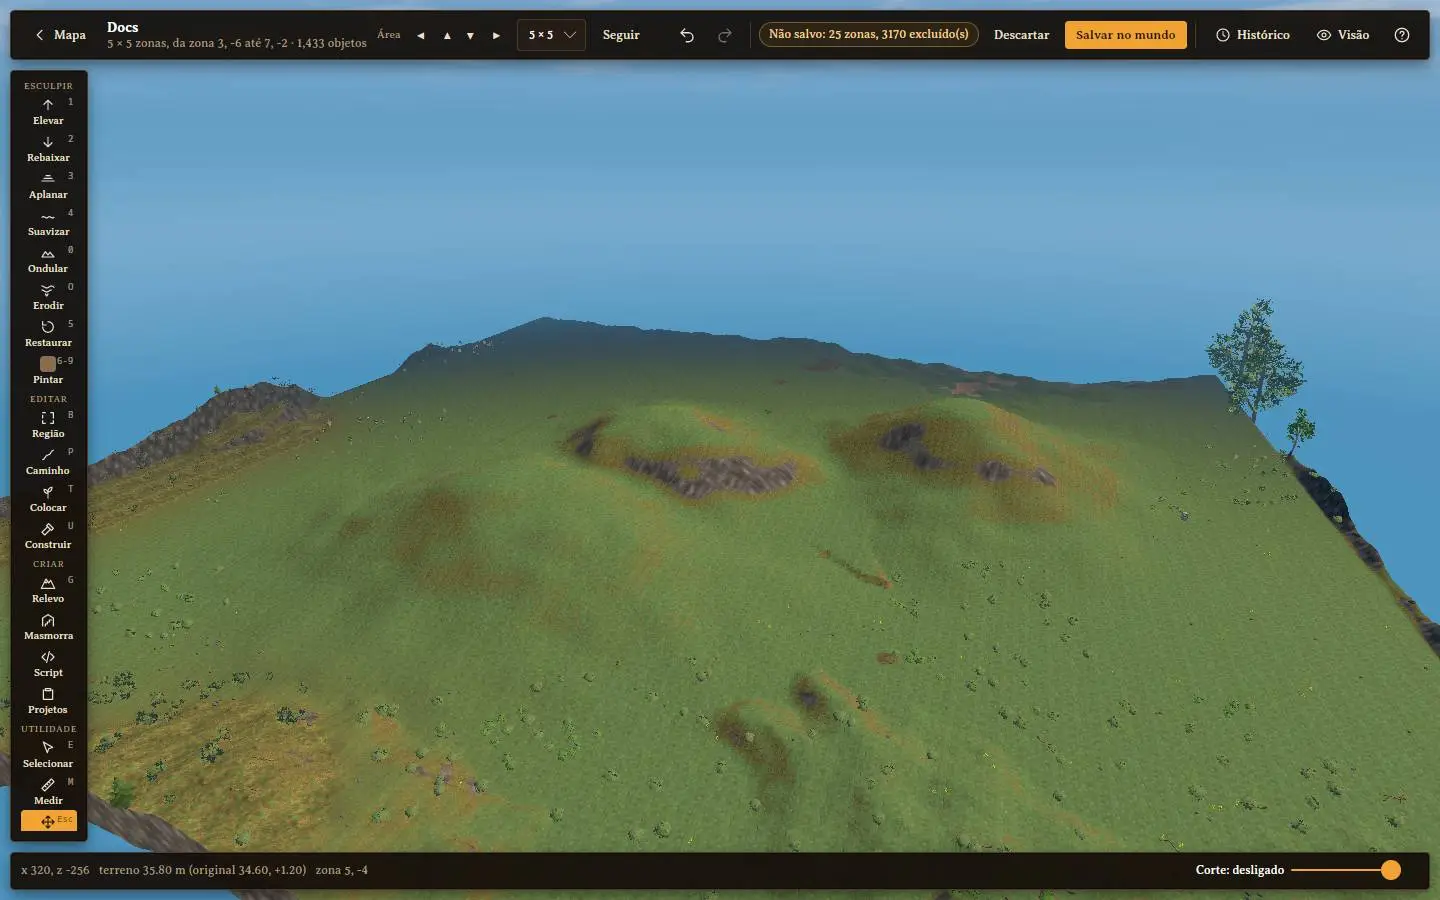 Mapa
Docs
5 × 5 zonas, da zona 3, -6 até 7, -2 · 1,433 objetos
Área
5 × 5
Seguir
Não salvo: 25 zonas, 3170 excluído(s)
Descartar
Salvar no mundo
Histórico
Visão
ESCULPIR
1
Elevar
2
Rebaixar
3
Aplanar
4
Suavizar
0
Ondular
O
Erodir
5
Restaurar
6-9
Pintar
EDITAR
B
Região
P
Caminho
T
Colocar
U
Construir
CRIAR
G
Relevo
Masmorra
Script
Projetos
UTILIDADE
E
Selecionar
M
Medir
Esc
x 320, z -256 terreno 35.80 m (original 34.60, +1.20) zona 5, -4
Corte: desligado